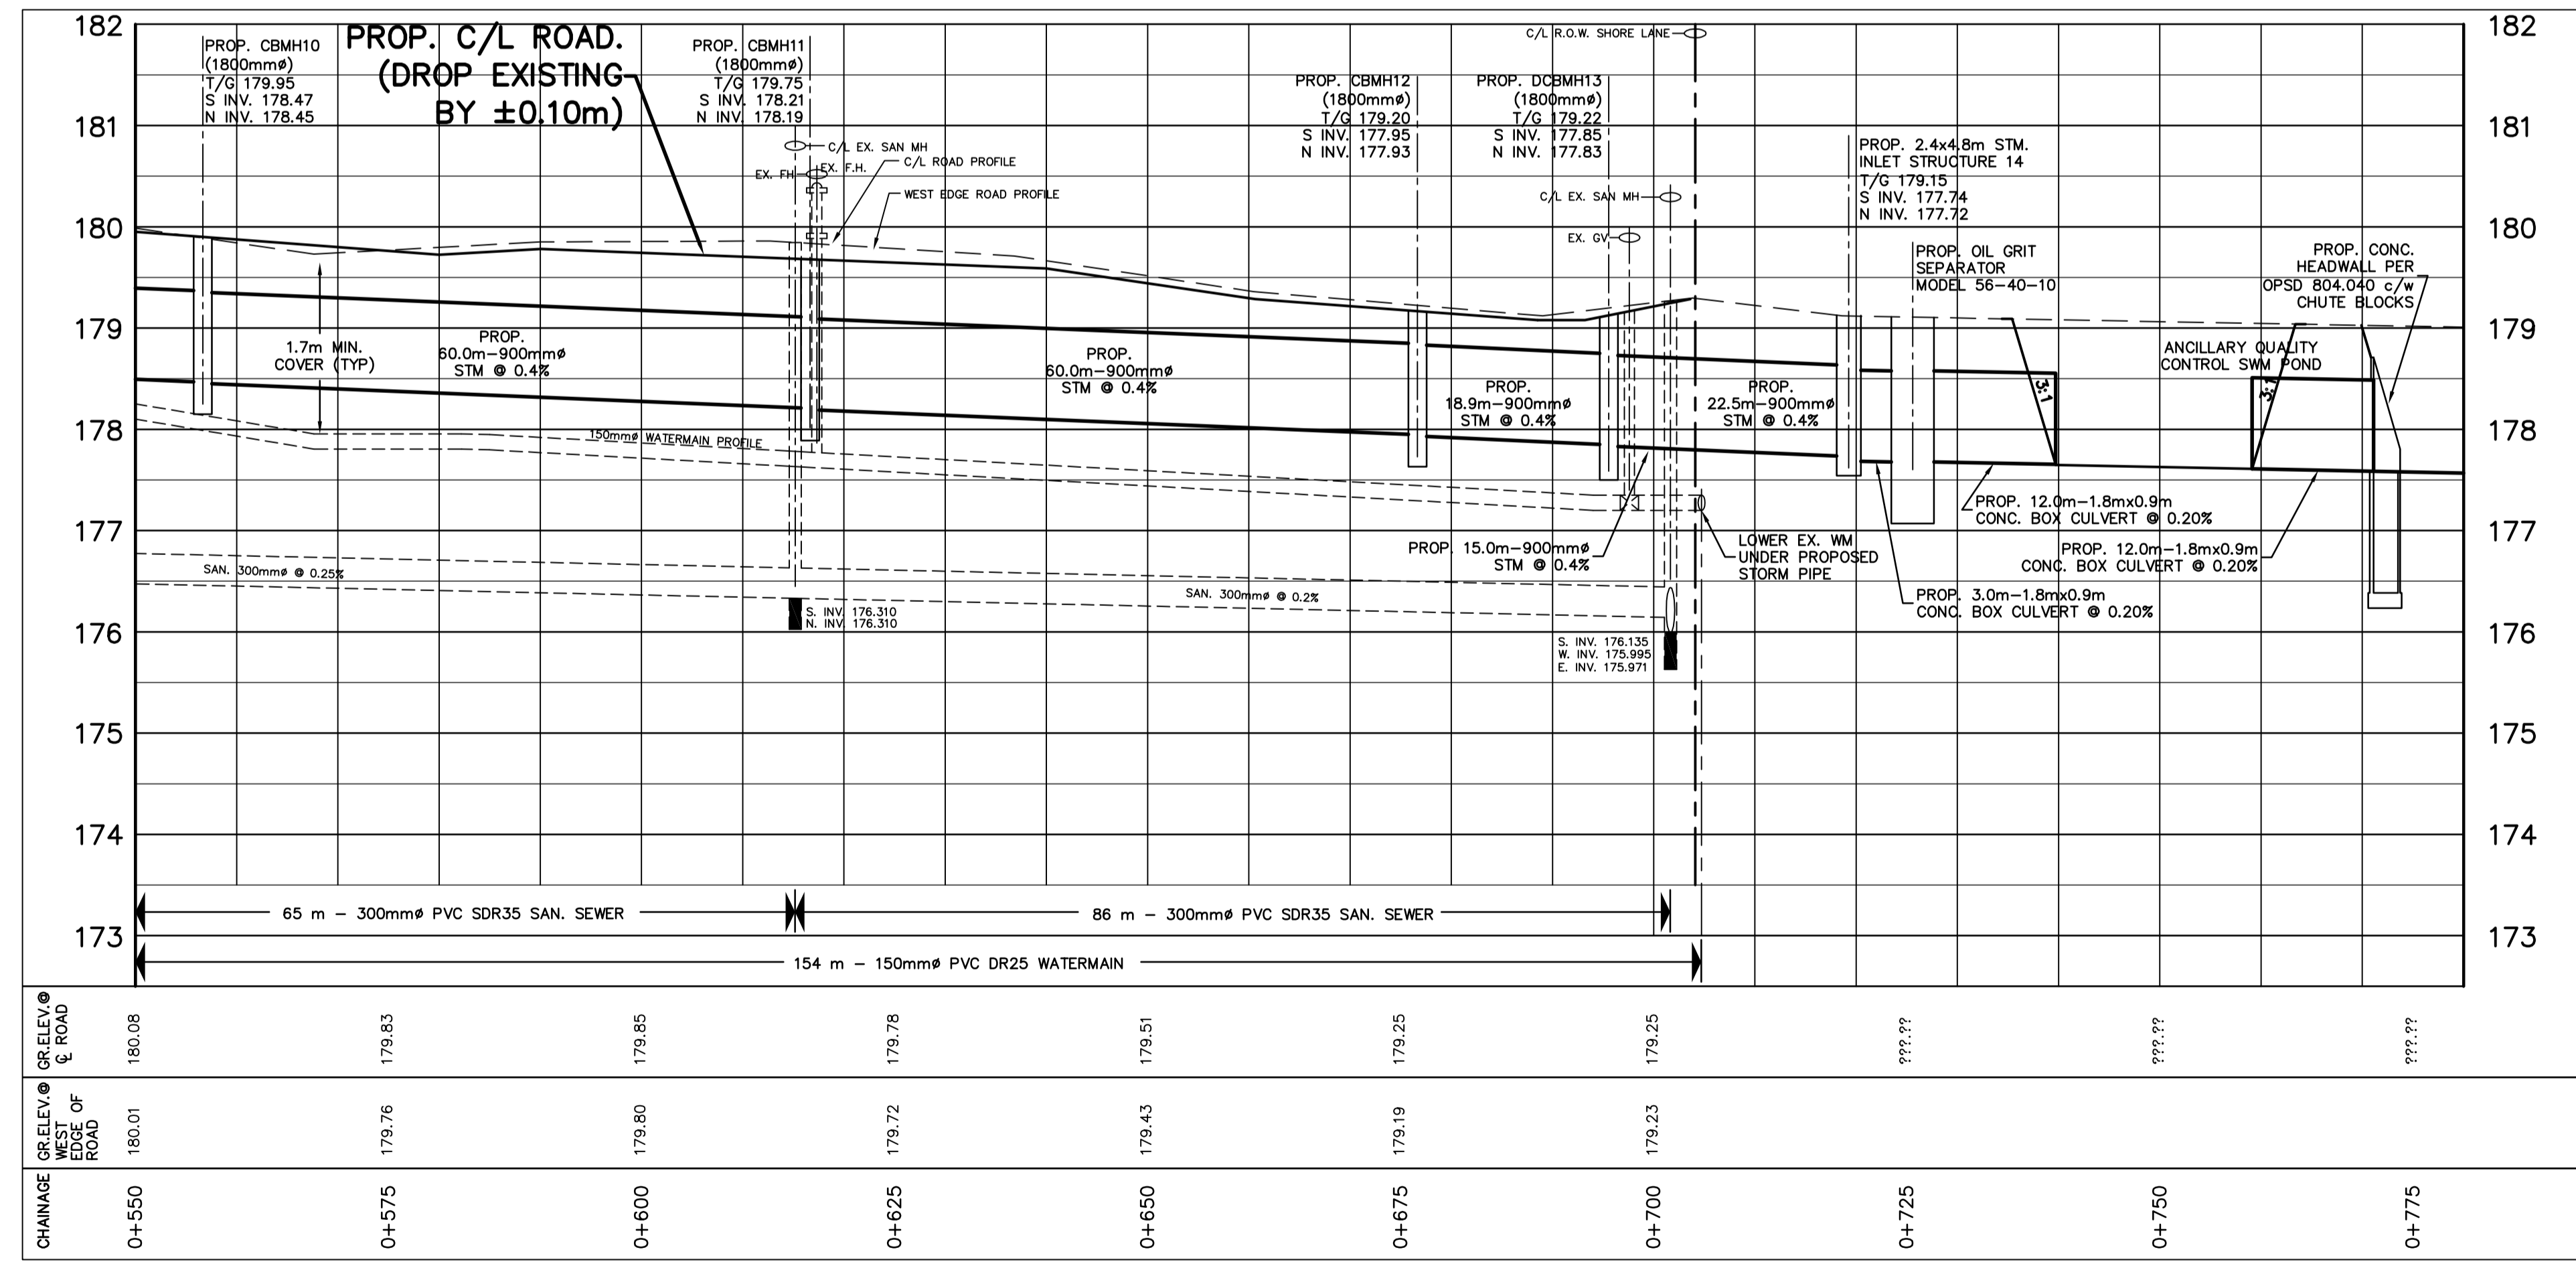 182
181
180
179
178
177
176
175
174
173
182
181
180
179
178
177
176
175
174
173
PROP. CBMH10
(1800mmø)
T/G 179.95
S INV. 178.47
N INV. 178.45
PROP. C/L ROAD.
(DROP EXISTING
BY ±0.10m)
PROP. CBMH11
(1800mmø)
T/G 179.75
S INV. 178.21
N INV. 178.19
C/L EX. SAN MH
EX. FH
EX. F.H.
C/L ROAD PROFILE
WEST EDGE ROAD PROFILE
PROP. CBMH12
(1800mmø)
T/G 179.20
S INV. 177.95
N INV. 177.93
PROP. DCBMH13
(1800mmø)
T/G 179.22
S INV. 177.85
N INV. 177.83
C/L R.O.W. SHORE LANE
C/L EX. SAN MH
EX. GV
PROP. 2.4x4.8m STM.
INLET STRUCTURE 14
T/G 179.15
S INV. 177.74
N INV. 177.72
PROP. OIL GRIT
SEPARATOR
MODEL 56-40-10
PROP. CONC.
HEADWALL PER
OPSD 804.040 c/w
CHUTE BLOCKS
1.7m MIN.
COVER (TYP)
PROP.
60.0m-900mmø
STM @ 0.4%
PROP.
60.0m-900mmø
STM @ 0.4%
PROP.
18.9m-900mmø
STM @ 0.4%
PROP.
22.5m-900mmø
STM @ 0.4%
3:1
ANCILLARY QUALITY
CONTROL SWM POND
3:1
150mmø WATERMAIN PROFILE
SAN. 300mmø @ 0.25%
S. INV. 176.310
N. INV. 176.310
SAN. 300mmø @ 0.2%
PROP. 15.0m-900mmø
STM @ 0.4%
S. INV. 176.135
W. INV. 175.995
E. INV. 175.971
LOWER EX. WM
UNDER PROPOSED
STORM PIPE
PROP. 12.0m-1.8mx0.9m
CONC. BOX CULVERT @ 0.20%
PROP. 12.0m-1.8mx0.9m
CONC. BOX CULVERT @ 0.20%
PROP. 3.0m-1.8mx0.9m
CONC. BOX CULVERT @ 0.20%
65 m - 300mmø PVC SDR35 SAN. SEWER
86 m - 300mmø PVC SDR35 SAN. SEWER
154 m - 150mmø PVC DR25 WATERMAIN
GR.ELEV.@
℄ ROAD
180.08
179.83
179.85
179.78
179.51
179.25
179.25
???.??
???.??
???.??
GR.ELEV.@
WEST
EDGE OF
ROAD
180.01
179.76
179.80
179.72
179.43
179.19
179.23
CHAINAGE
0+550
0+575
0+600
0+625
0+650
0+675
0+700
0+725
0+750
0+775